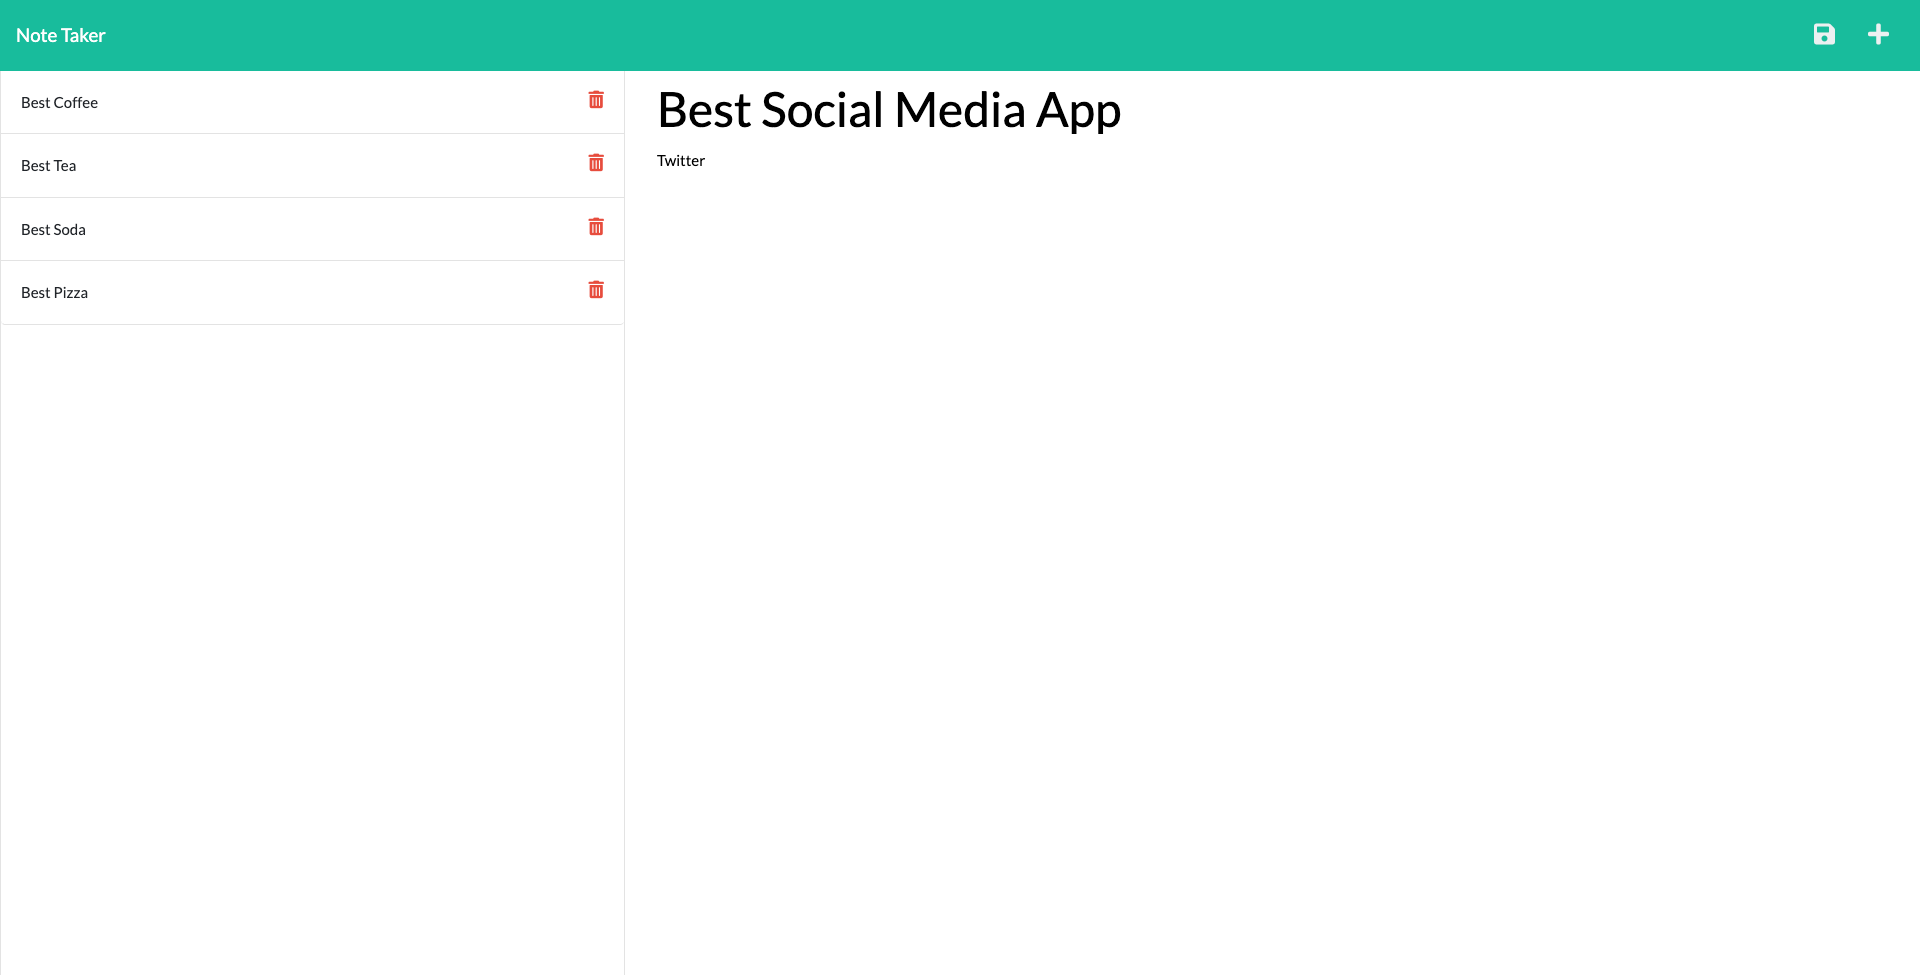 Note Taker
Best Coffee
Best Tea
Best Soda
Best Pizza
Best Social Media App
Twitter